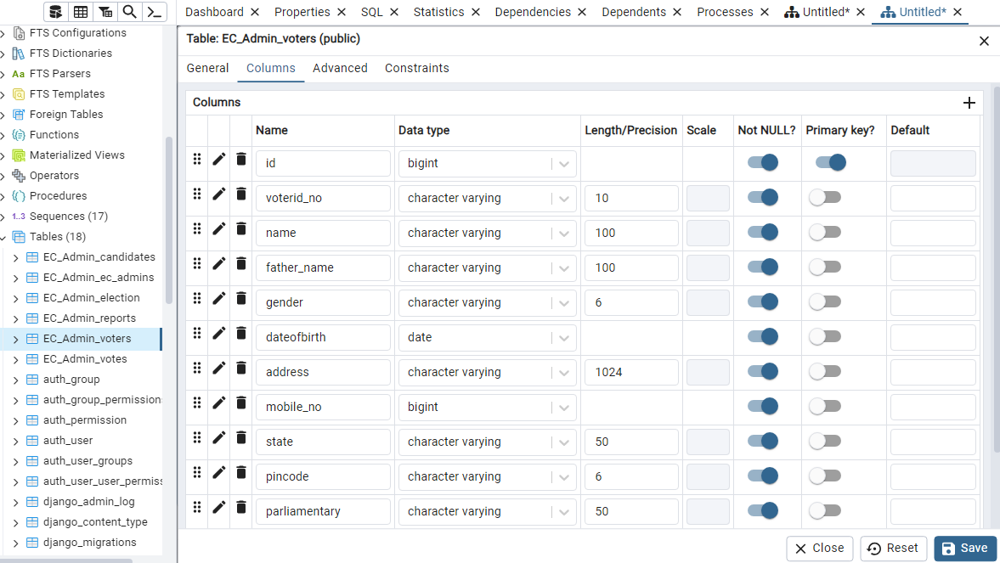 Dashboard Properties SQL Statistics Dependencies Dependents Processes Untitled* Untitled*
FTS Configurations
FTS Dictionaries
Aa FTS Parsers
FTS Templates
Foreign Tables
Functions
Materialized Views
Operators
Procedures
1..3 Sequences (17)
Tables (18)
EC_Admin_candidates
EC_Admin_ec_admins
EC_Admin_election
EC_Admin_reports
EC_Admin_voters
EC_Admin_votes
auth_group
auth_group_permission
auth_permission
auth_user
auth_user_groups
auth_user_user_permis
django_admin_log
django_content_type
django_migrations
Table: EC_Admin_voters (public)
General Columns Advanced Constraints
Columns
Name Data type Length/Precision Scale Not NULL? Primary key? Default
id bigint
voterid_no character varying 10
name character varying 100
father_name character varying 100
gender character varying 6
dateofbirth date
address character varying 1024
mobile_no bigint
state character varying 50
pincode character varying 6
parliamentary character varying 50
Close Reset Save